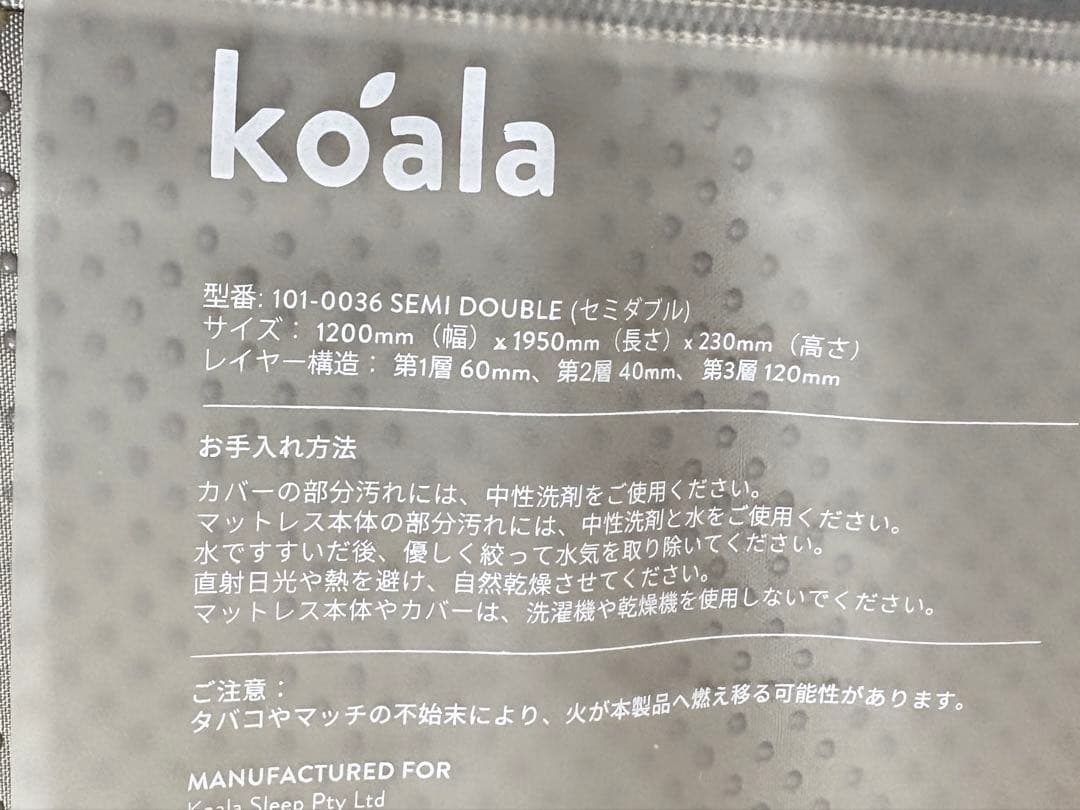 koala
型番: 101-0036 SEMI DOUBLE (セミダブル)
サイズ： 1200mm （幅） x 1950mm （長さ） x 230mm （高さ）
レイヤー構造： 第1層 60mm、 第2層 40mm、 第3層 120mm
お手入れ方法
カバーの部分汚れには、中性洗剤をご使用ください。
マットレス本体の部分汚れには、中性洗剤と水をご使用ください。
水ですすいだ後、優しく絞って水気を取り除いてください。
直射日光や熱を避け、自然乾燥させてください。
マットレス本体やカバーは、洗濯機や乾燥機を使用しないでください。
ご注意：
タバコやマッチの不始末により、火が本製品へ燃え移る可能性があります。
MANUFACTURED FOR
Koala Sleep Pty Ltd